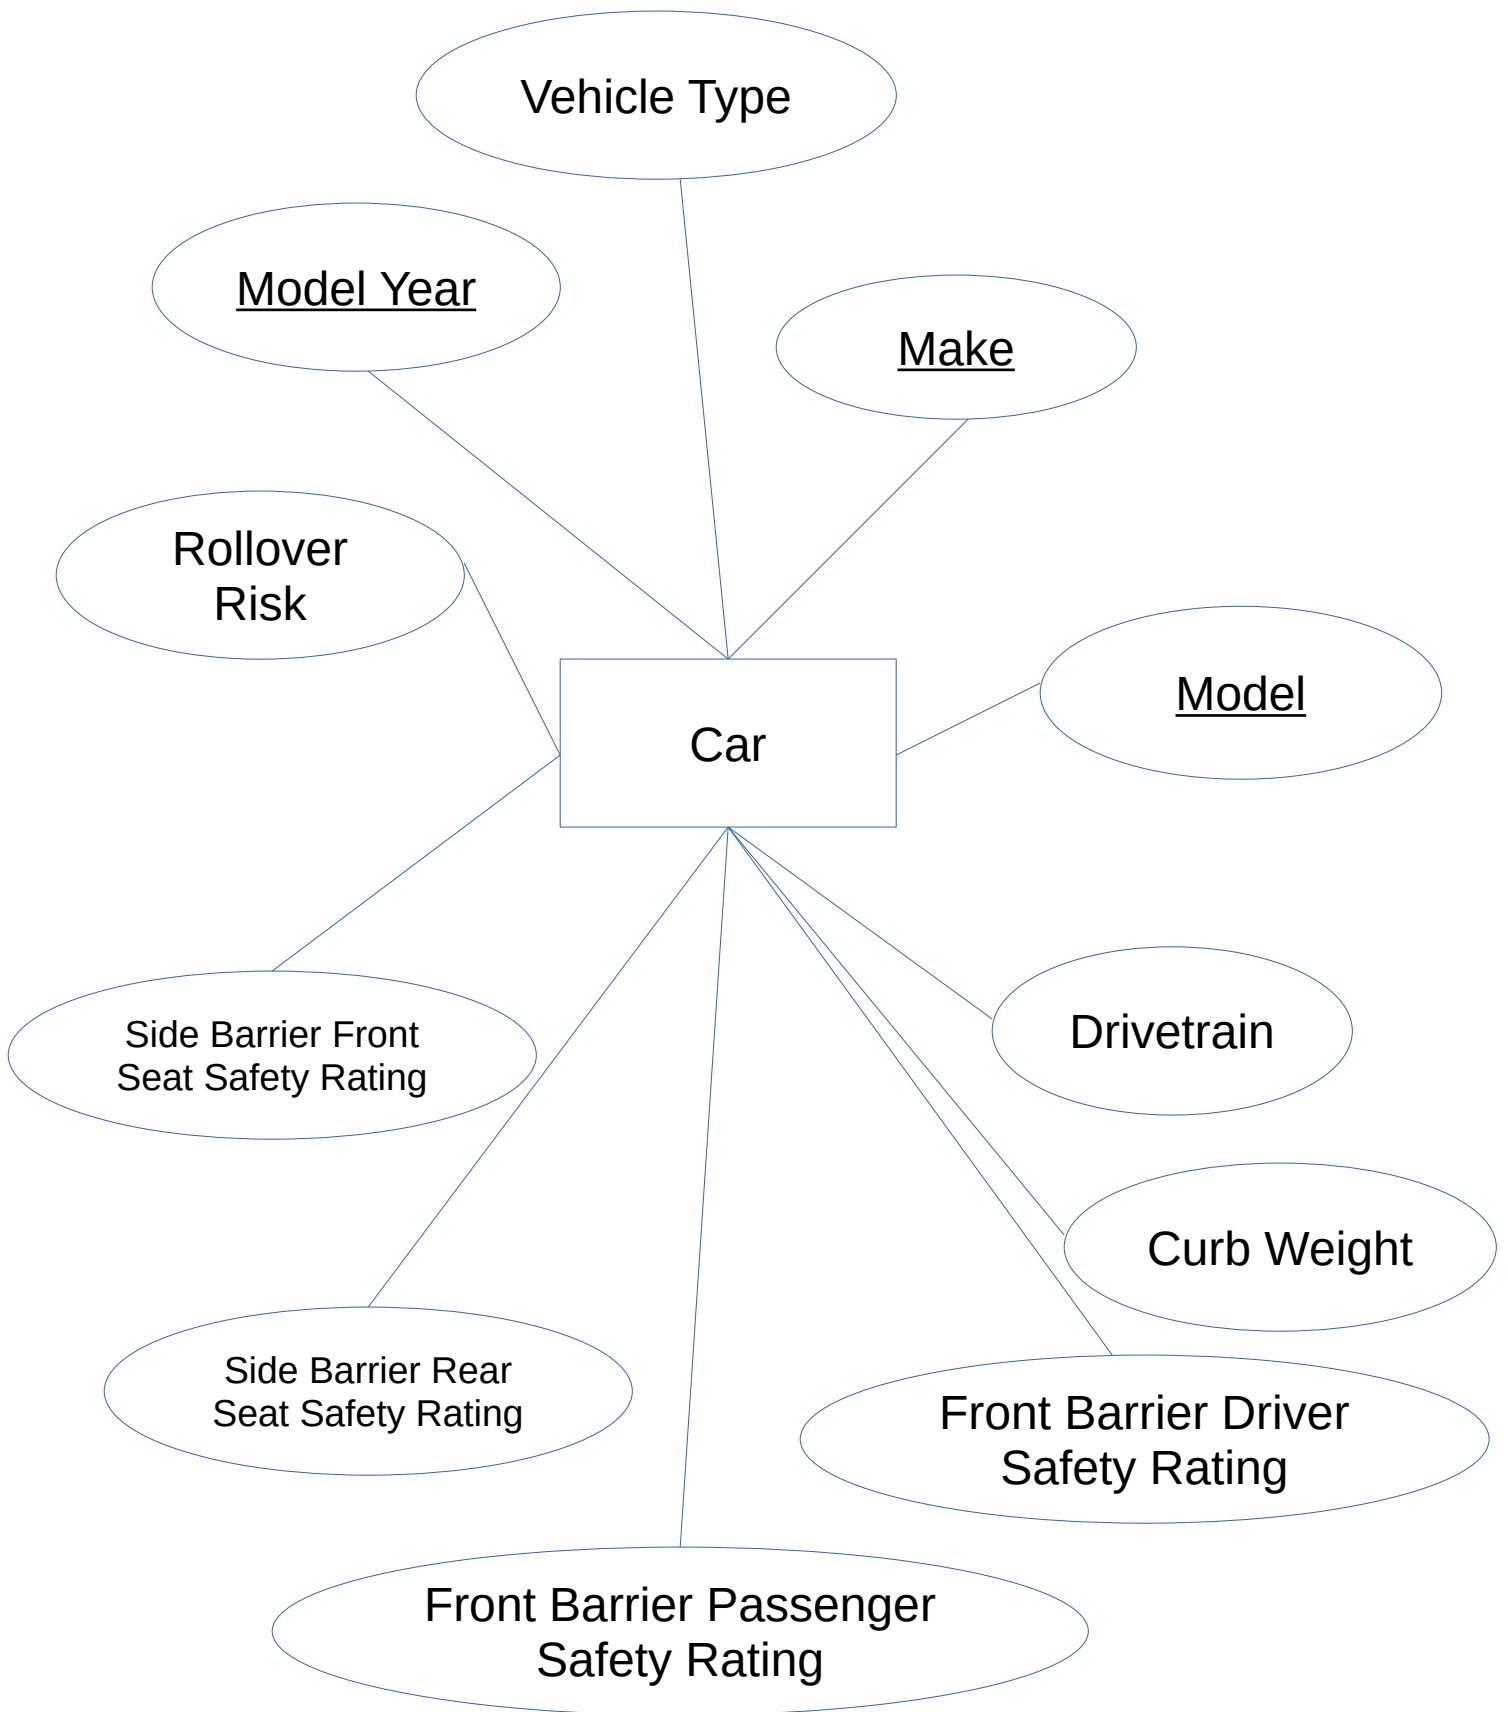 Vehicle Type
Model Year
Make
Rollover
Risk
Model
Car
Side Barrier Front
Seat Safety Rating
Drivetrain
Curb Weight
Side Barrier Rear
Seat Safety Rating
Front Barrier Driver
Safety Rating
Front Barrier Passenger
Safety Rating